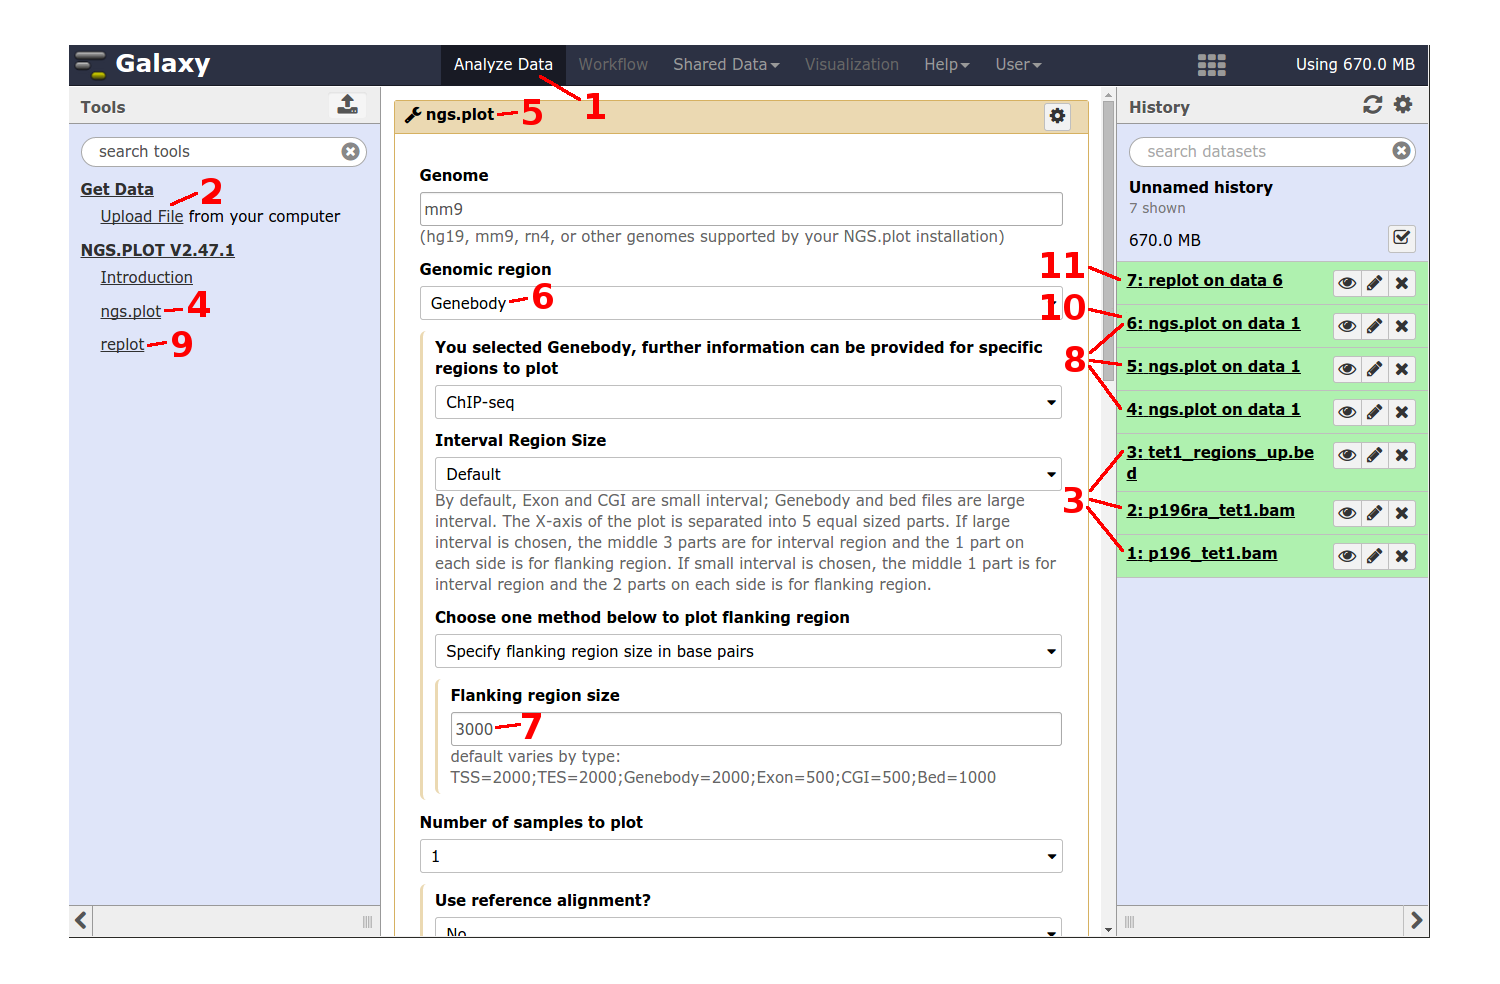 Galaxy
Analyze Data Workflow Shared Data Visualization Help User
Using 670.0 MB
1
Tools
search tools
Get Data
2
Upload File from your computer
NGS.PLOT V2.47.1
Introduction
ngs.plot 4
replot 9
ngs.plot 5
Genome
mm9
(hg19, mm9, rn4, or other genomes supported by your NGS.plot installation)
Genomic region
Genebody 6
You selected Genebody, further information can be provided for specific
regions to plot
ChIP-seq
Interval Region Size
Default
By default, Exon and CGI are small interval; Genebody and bed files are large
interval. The X-axis of the plot is separated into 5 equal sized parts. If large
interval is chosen, the middle 3 parts are for interval region and the 1 part on
each side is for flanking region. If small interval is chosen, the middle 1 part is for
interval region and the 2 parts on each side is for flanking region.
Choose one method below to plot flanking region
Specify flanking region size in base pairs
Flanking region size
3000 7
default varies by type:
TSS=2000;TES=2000;Genebody=2000;Exon=500;CGI=500;Bed=1000
Number of samples to plot
1
Use reference alignment?
No
History
search datasets
Unnamed history
7 shown
670.0 MB
11
7: replot on data 6
10
6: ngs.plot on data 1
8
5: ngs.plot on data 1
4: ngs.plot on data 1
3: tet1_regions_up.be
d
3
2: p196ra_tet1.bam
1: p196_tet1.bam